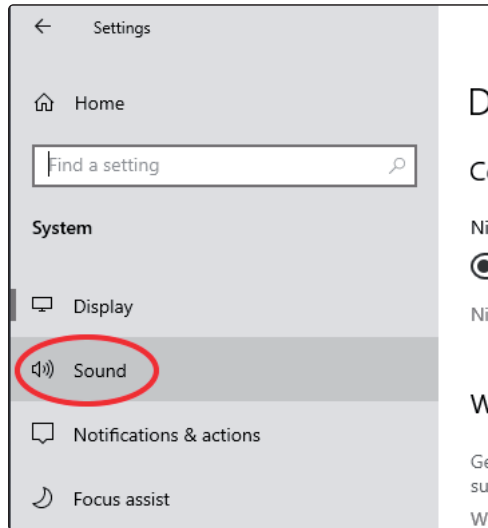 Settings
Home
Find a setting
System
Display
Sound
Notifications & actions
Focus assist